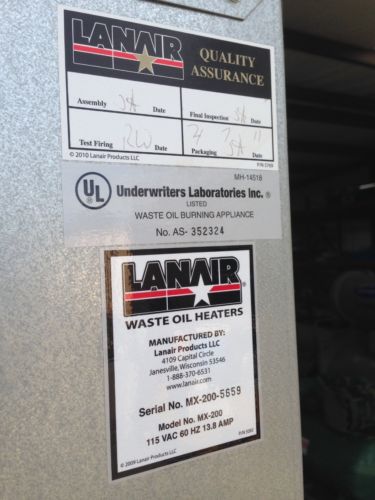 LANAIR
QUALITY
ASSURANCE
Assembly Date
Final Inspection Date
Test Firing Date
Packaging Date
© 2010 Lanair Products LLC
MH-14518
UL
Underwriters Laboratories Inc.®
LISTED
WASTE OIL BURNING APPLIANCE
No. AS- 352324
LANAIR®
WASTE OIL HEATERS
MANUFACTURED BY:
Lanair Products LLC
4109 Capital Circle
Janesville,Wisconsin 53546
1-888-370-6531
www.lanair.com
Serial No. MX-200-5659
Model No. MX-200
115 VAC 60 HZ 13.8 AMP
© 2009 Lanair Products LLC